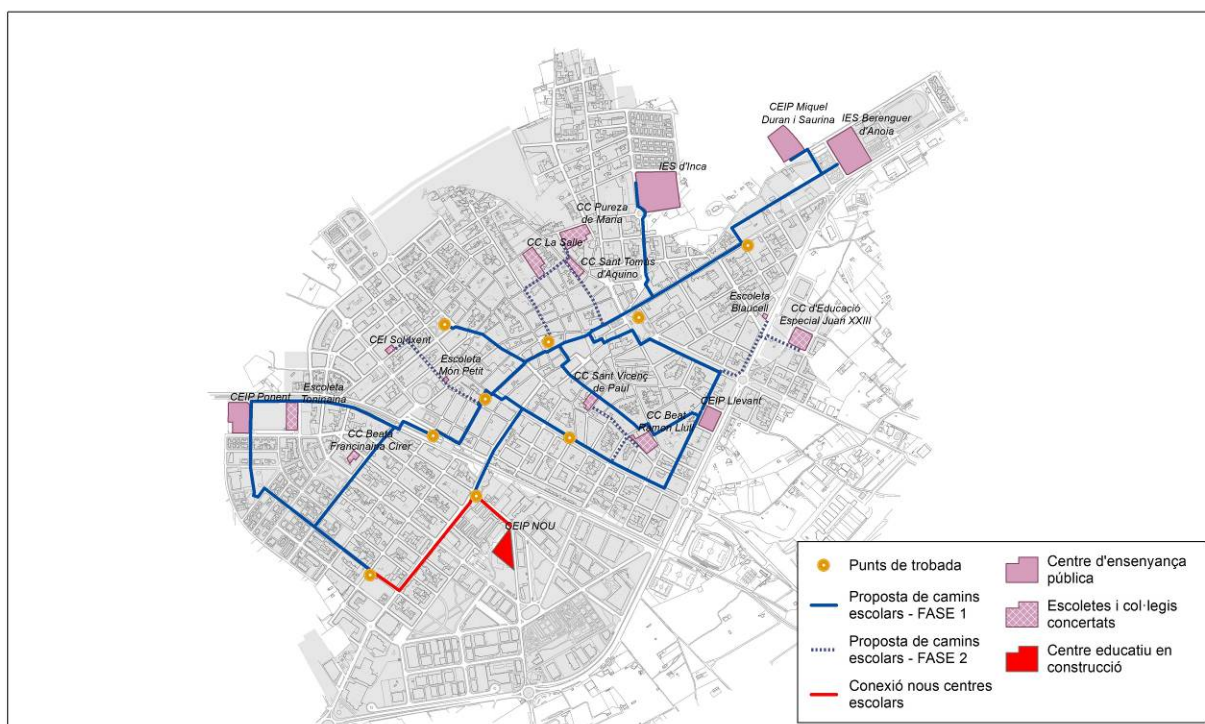 CEIP Miquel
Duran i Saurina
IES Berenguer
d'Anoia
IES d'Inca
CC Pureza
de Maria
CC La Salle
CC Sant Tomàs
d'Aquino
Escoleta
Blaucell
CC d'Educació
Especial Juan XXIII
CEI Solixent
Escoleta
Món Petit
CC Sant Vicenç
de Paul
CEIP Ponent
Escoleta
Toninaina
CEIP Llevant
CC Beat
Ramon Llull
CC Beata
Francinaina Cirer
CEIP NOU
Punts de trobada
Proposta de camins
escolars - FASE 1
Proposta de camins
escolars - FASE 2
Conexió nous centres
escolars
Centre d'ensenyança
pública
Escoletes i col·legis
concertats
Centre educatiu en
construcció